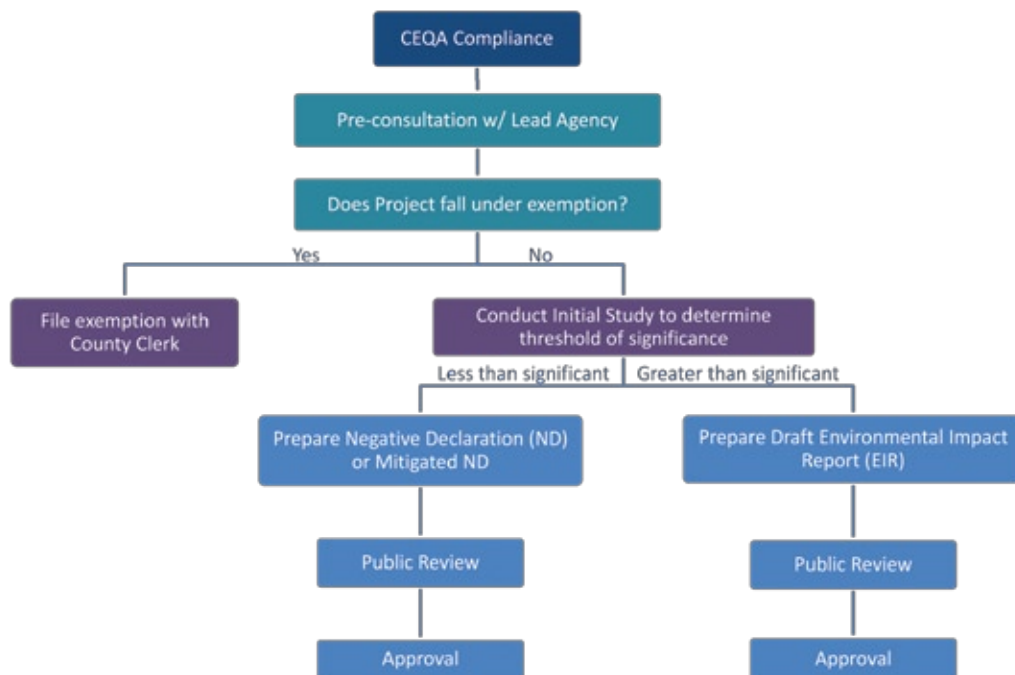 CEQA Compliance
Pre-consultation w/ Lead Agency
Does Project fall under exemption?
Yes
No
File exemption with
County Clerk
Conduct Initial Study to determine
threshold of significance
Less than significant
Greater than significant
Prepare Negative Declaration (ND)
or Mitigated ND
Prepare Draft Environmental Impact
Report (EIR)
Public Review
Public Review
Approval
Approval